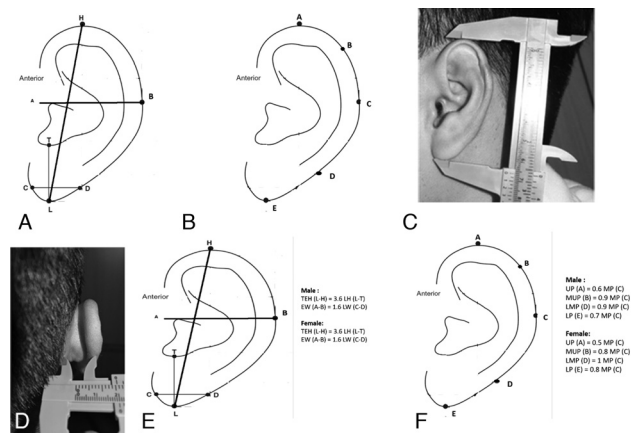 H
Anterior
A
B
T
C
D
L
A
A
B
Anterior
C
D
E
B
C
D
H
Anterior
A
B
T
C
D
L
E
Male :
TEH (L-H) = 3.6 LH (L-T)
EW (A-B) = 1.6 LW (C-D)
Female:
TEH (L-H) = 3.6 LH (L-T)
EW (A-B) = 1.6 LW (C-D)
A
B
Anterior
C
D
E
F
Male :
UP (A) = 0.6 MP (C)
MUP (B) = 0.9 MP (C)
LMP (D) = 0.9 MP (C)
LP (E) = 0.7 MP (C)
Female:
UP (A) = 0.5 MP (C)
MUP (B) = 0.8 MP (C)
LMP (D) = 1 MP (C)
LP (E) = 0.8 MP (C)